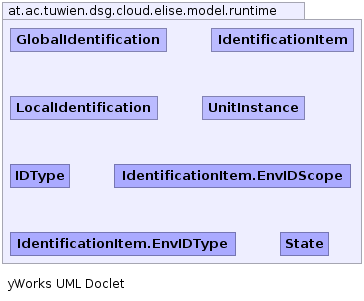 at.ac.tuwien.dsg.cloud.elise.model.runtime
GlobalIdentification IdentificationItem
LocalIdentification UnitInstance
IDType IdentificationItem.EnvIDScope
IdentificationItem.EnvIDType State
yWorks UML Doclet